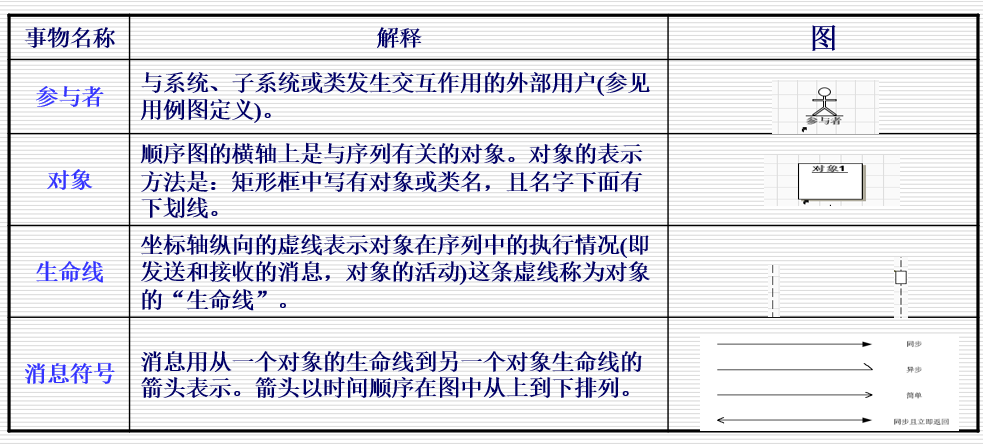 事物名称 解释 图
参与者
与系统、子系统或类发生交互作用的外部用户(参见
用例图定义)。
参与者
对象
顺序图的横轴上是与序列有关的对象。对象的表示
方法是：矩形框中写有对象或类名，且名字下面有
下划线。
对象1
生命线
坐标轴纵向的虚线表示对象在序列中的执行情况(即
发送和接收的消息，对象的活动)这条虚线称为对象
的“生命线”。
消息符号
消息用从一个对象的生命线到另一个对象生命线的
箭头表示。箭头以时间顺序在图中从上到下排列。
同步
异步
简单
同步且立即返回